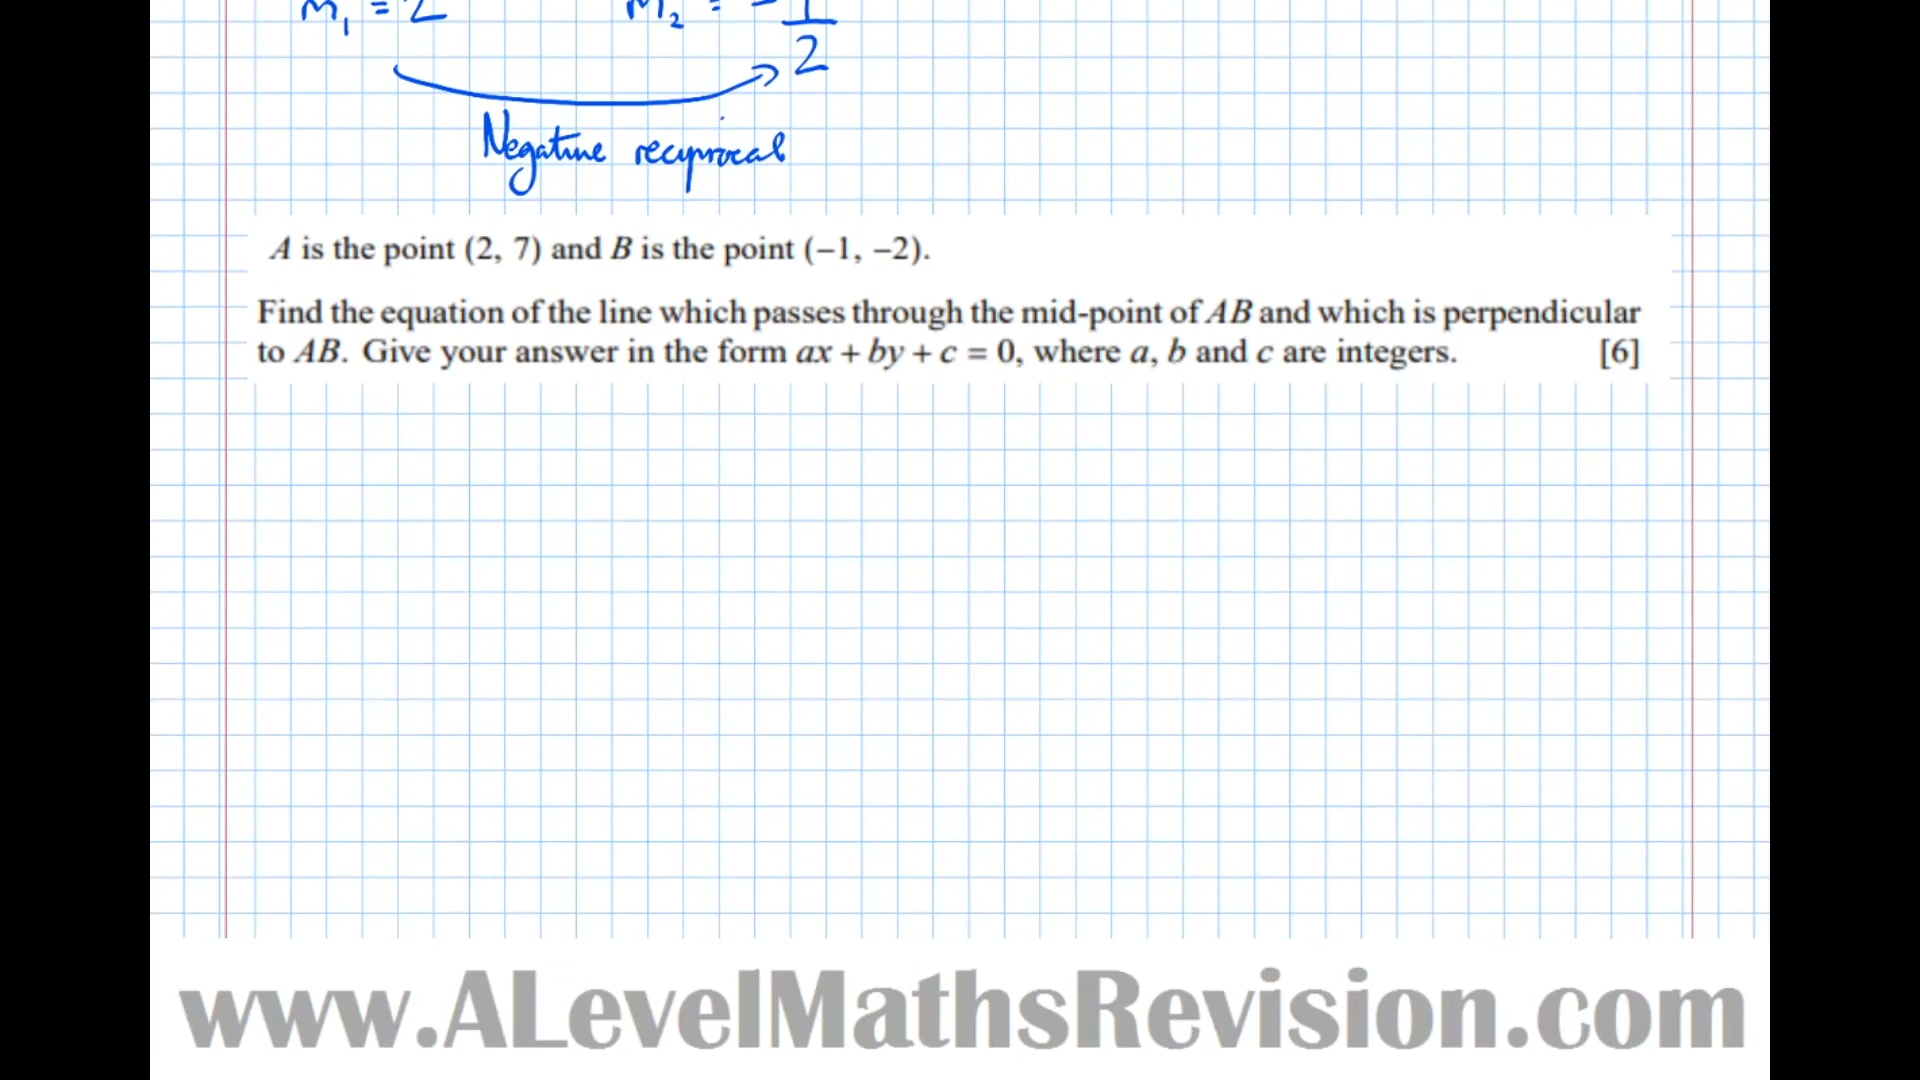 m₁ = 2 m₂ = -1/2
Negative reciprocal
A is the point (2, 7) and B is the point (−1, −2).
Find the equation of the line which passes through the mid-point of AB and which is perpendicular
to AB. Give your answer in the form ax + by + c = 0, where a, b and c are integers. [6]
www.ALevelMathsRevision.com